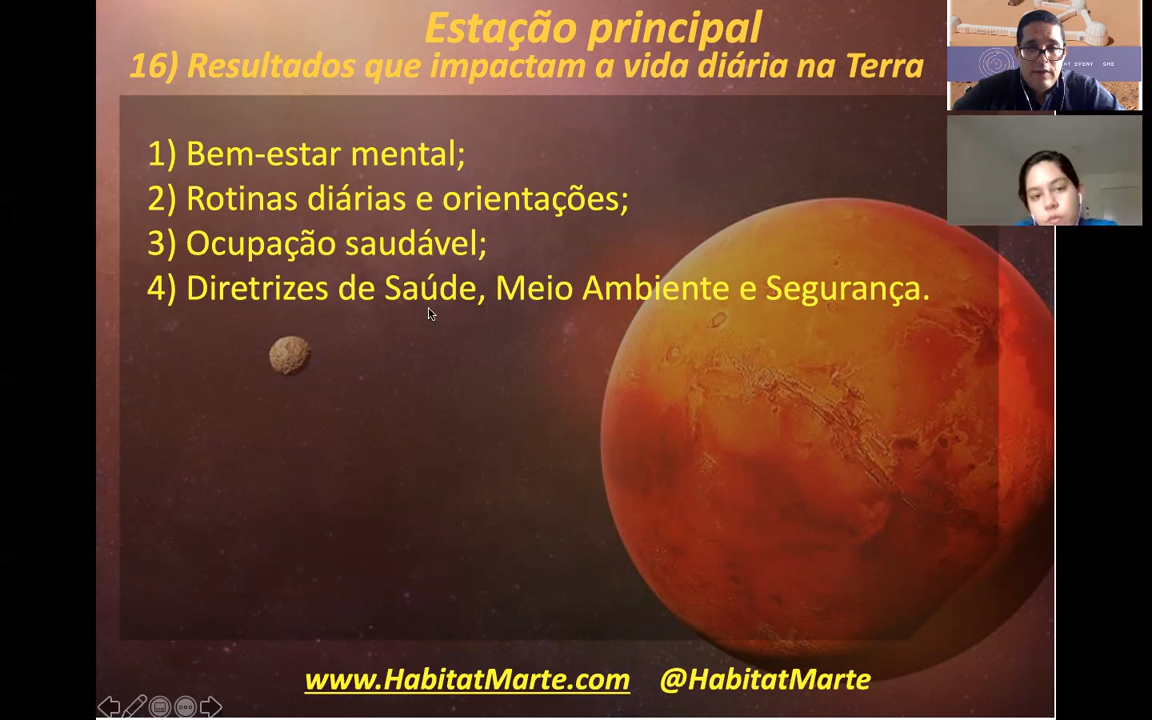 Estação principal
16) Resultados que impactam a vida diária na Terra
1) Bem-estar mental;
2) Rotinas diárias e orientações;
3) Ocupação saudável;
4) Diretrizes de Saúde, Meio Ambiente e Segurança.
www.HabitatMarte.com @HabitatMarte